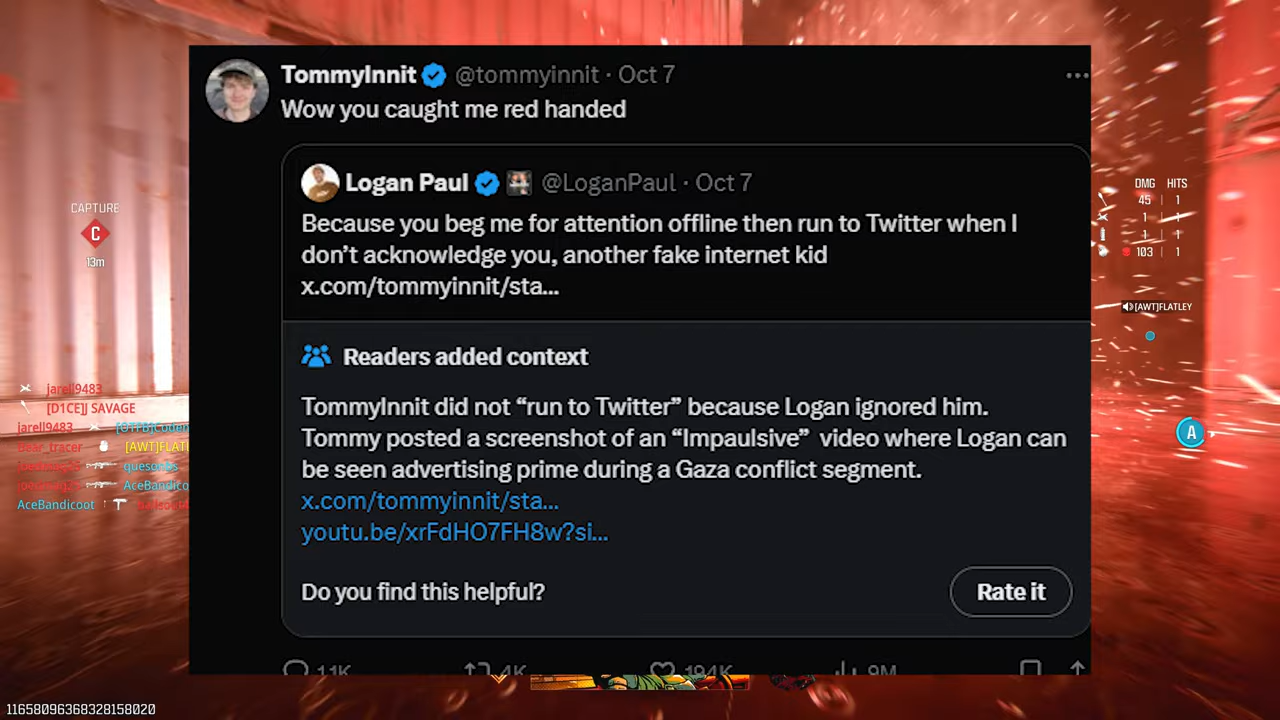 TommyInnit @tommyinnit · Oct 7
Wow you caught me red handed
Logan Paul @LoganPaul · Oct 7
Because you beg me for attention offline then run to Twitter when I
don’t acknowledge you, another fake internet kid
x.com/tommyinnit/sta...
Readers added context
TommyInnit did not “run to Twitter” because Logan ignored him.
Tommy posted a screenshot of an “Impaulsive” video where Logan can
be seen advertising prime during a Gaza conflict segment.
x.com/tommyinnit/sta...
youtu.be/xrFdHO7FH8w?si...
Do you find this helpful?
Rate it
11K 4K 194K 9M
CAPTURE
C
13m
jarell9483
[D1CE]J SAVAGE
jarell9483
Bear_tracer [AWT]FLATL
quesonbs
AceBandico
AceBandicoot
DMG HITS
45 1
1 1
1 1
103 1
[AWT]FLATLEY
A
11658096368328158020